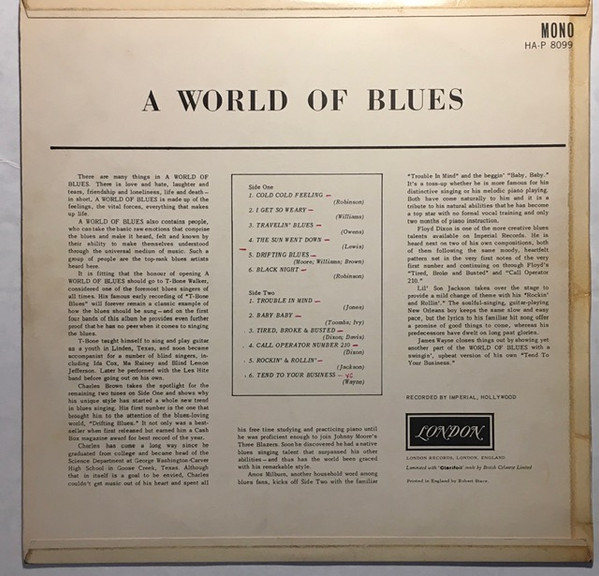 MONO
HA-P 8099
A WORLD OF BLUES
There are many things in A WORLD OF
BLUES. There is love and hate, laughter and
tears, friendship and loneliness, life and death—
in short, A WORLD OF BLUES is made up of the
feelings, the vital forces, everything that makes
up life.
A WORLD OF BLUES also contains people,
who can take the basic raw emotions that comprise
the blues and make it heard, felt and known by
their ability to make themselves understood
through the universal medium of music. Such a
group of people are the top-rank blues artists
heard here.
It is fitting that the honour of opening A
WORLD OF BLUES should go to T-Bone Walker,
considered one of the foremost blues singers of
all times. His famous early recording of "T-Bone
Blues" will forever remain a classic example of
how the blues should be sung—and on the first
four bands of this album he provides even further
proof that he has no peer when it comes to singing
the blues.
T-Bone taught himself to sing and play guitar
as a youth in Linden, Texas, and soon became
accompanist for a number of blind singers, in-
cluding Ida Cox, Ma Rainey and Blind Lemon
Jefferson. Later he performed with the Les Hite
band before going out on his own.
Charles Brown takes the spotlight for the
remaining two tunes on Side One and shows why
his unique style has started a whole new trend
in blues singing. His first number is the one that
brought him to the attention of the blues-loving
world, "Drifting Blues." It not only was a best-
seller when first released but earned him a Cash
Box magazine award for best record of the year.
Charles has come a long way since he
graduated from college and became head of the
Science Department at George Washington-Carver
High School in Goose Creek, Texas. Although
that in itself is a goal to be envied, Charles
couldn't get music out of his heart and spent all
Side One
1. COLD COLD FEELING
(Robinson)
2. I GET SO WEARY
(Williams)
3. TRAVELIN' BLUES
(Owens)
4. THE SUN WENT DOWN
(Lewis)
5. DRIFTING BLUES
(Moore; Williams; Brown)
6. BLACK NIGHT
(Robinson)
Side Two
1. TROUBLE IN MIND
(Jones)
2. BABY BABY
(Toombs; Ivy)
3. TIRED, BROKE & BUSTED
(Dixon; Davis)
4. CALL OPERATOR NUMBER 210
(Dixon)
5. ROCKIN' & ROLLIN'
(Jackson)
6. TEND TO YOUR BUSINESS
(Wayne)
his free time studying and practicing piano until
he was proficient enough to join Johnny Moore's
Three Blazers. Soon he discovered he had a native
blues singing talent that surpassed his other
abilities—and thus has the world been graced
with his remarkable style.
Amos Milburn, another household word among
blues fans, kicks off Side Two with the familiar
"Trouble In Mind" and the beggin' "Baby, Baby."
It's a toss-up whether he is more famous for his
distinctive singing or his melodic piano playing.
Both have come naturally to him and it is a
tribute to his natural abilities that he has become
a top star with no formal vocal training and only
two months of piano instruction.
Floyd Dixon is one of the more creative blues
talents available on Imperial Records. He is
heard next on two of his own compositions, both
of them following the same moody, heartfelt
pattern set in the very first notes of the very
first number and continuing on through Floyd's
"Tired, Broke and Busted" and "Call Operator
210."
Lil' Son Jackson takes over the stage to
provide a mild change of theme with his "Rockin'
and Rollin'." The soulful-singing, guitar-playing
New Orleans boy keeps the same slow and easy
pace, but the lyrics to his familiar hit song offer
a promise of good things to come, whereas his
predecessors have dwelt on long past glories.
James Wayne closes things out by showing yet
another part of the WORLD OF BLUES with a
swingin', upbeat version of his own "Tend To
Your Business."
RECORDED BY IMPERIAL, HOLLYWOOD
LONDON
LONDON RECORDS, LONDON, ENGLAND
Laminated with "Clarifoil" made by British Celanese Limited
Printed in England by Robert Stace